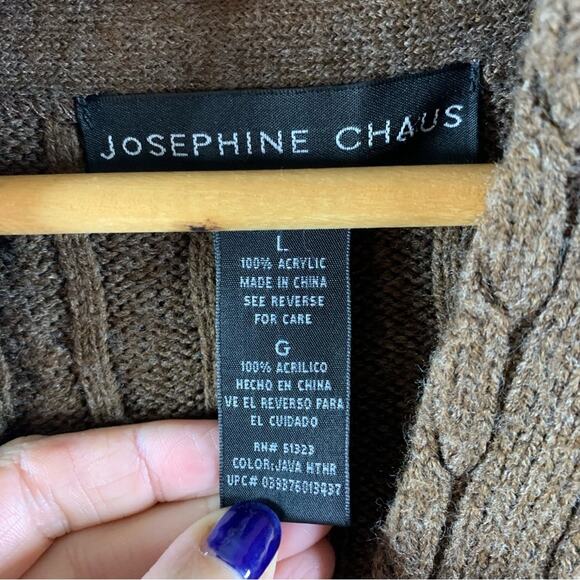 JOSEPHINE CHAUS
L
100% ACRYLIC
MADE IN CHINA
SEE REVERSE
FOR CARE
G
100% ACRILICO
HECHO EN CHINA
VE EL REVERSO PARA
EL CUIDADO
RN# 51323
COLOR:JAVA HTHR
UPC# 039376013437